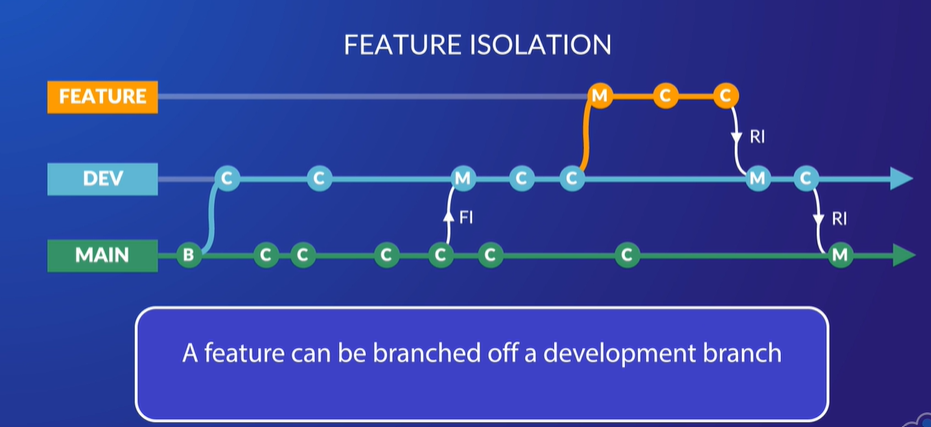 FEATURE ISOLATION
FEATURE
M C C
RI
DEV
C C M C C M C
FI
RI
MAIN
B C C C C C C M
A feature can be branched off a development branch